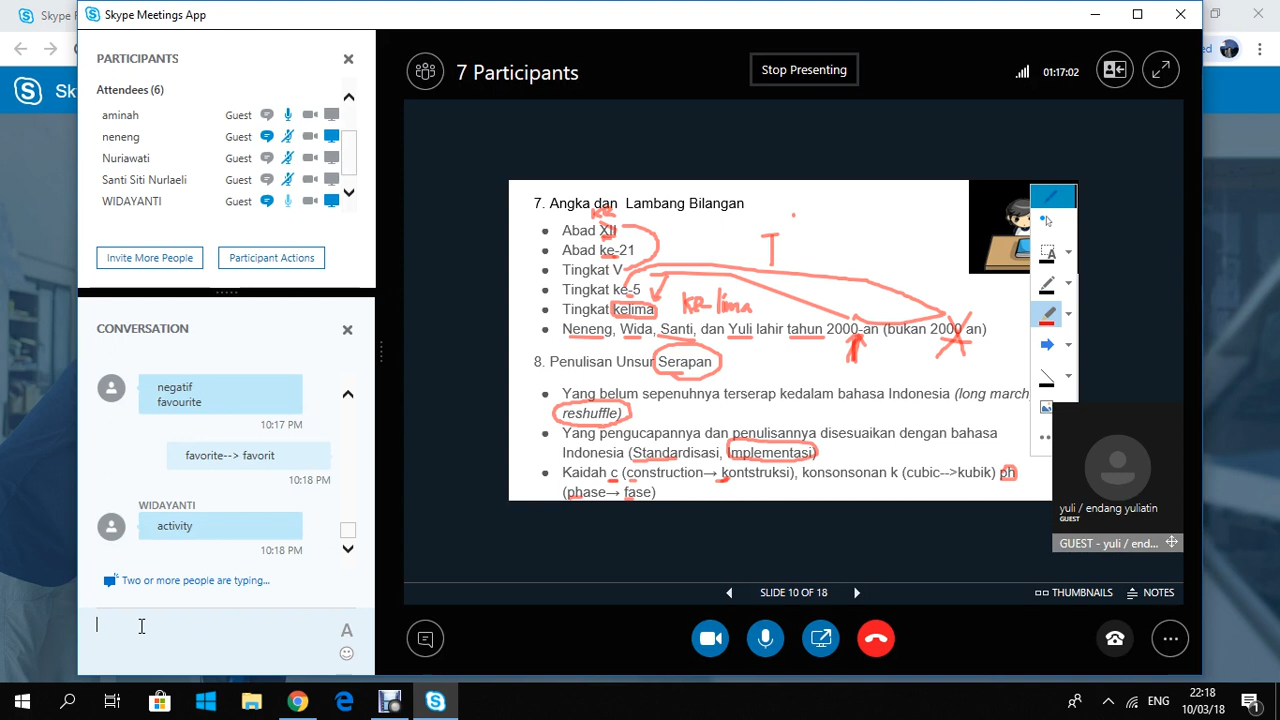 Skype
Skype Meetings App
ed
Sk
PARTICIPANTS
Attendees (6)
aminah Guest
neneng Guest
Nuriawati Guest
Santi Siti Nurlaeli Guest
WIDAYANTI Guest
Invite More People
Participant Actions
CONVERSATION
negatif
favourite
10:17 PM
favorite--> favorit
10:18 PM
WIDAYANTI
activity
10:18 PM
Two or more people are typing...
A
7 Participants
Stop Presenting
01:17:02
7. Angka dan Lambang Bilangan
• Abad XII
• Abad ke-21
T
• Tingkat V
• Tingkat ke-5
• Tingkat kelima
lima
• Neneng, Wida, Santi, dan Yuli lahir tahun 2000-an (bukan 2000 an)
8. Penulisan Unsur Serapan
• Yang belum sepenuhnya terserap kedalam bahasa Indonesia (long march,
reshuffle)
• Yang pengucapannya dan penulisannya disesuaikan dengan bahasa
Indonesia (Standardisasi, Implementasi)
• Kaidah c (construction→ kontstruksi), konsonsonan k (cubic-->kubik) ph
(phase→ fase)
yuli / endang yuliatin
GUEST
GUEST - yuli / end...
SLIDE 10 OF 18
THUMBNAILS
NOTES
ENG
22:18
10/03/18
1